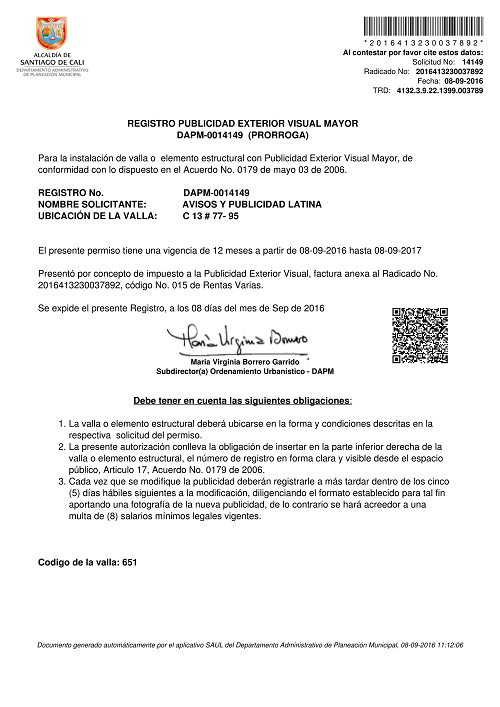 *2016413230037892*
Al contestar por favor cite estos datos:
Solicitud No: 14149
Radicado No: 2016413230037892
Fecha: 08-09-2016
TRD: 4132.3.9.22.1399.003789
ALCALDÍA DE
SANTIAGO DE CALI
DEPARTAMENTO ADMINISTRATIVO
DE PLANEACIÓN MUNICIPAL
REGISTRO PUBLICIDAD EXTERIOR VISUAL MAYOR
DAPM-0014149 (PRORROGA)
Para la instalación de valla o elemento estructural con Publicidad Exterior Visual Mayor, de
conformidad con lo dispuesto en el Acuerdo No. 0179 de mayo 03 de 2006.
REGISTRO No. DAPM-0014149
NOMBRE SOLICITANTE: AVISOS Y PUBLICIDAD LATINA
UBICACIÓN DE LA VALLA: C 13 # 77- 95
El presente permiso tiene una vigencia de 12 meses a partir de 08-09-2016 hasta 08-09-2017
Presentó por concepto de impuesto a la Publicidad Exterior Visual, factura anexa al Radicado No.
2016413230037892, código No. 015 de Rentas Varias.
Se expide el presente Registro, a los 08 días del mes de Sep de 2016
Maria Virginia Borrero
Maria Virginia Borrero Garrido
Subdirector(a) Ordenamiento Urbanístico - DAPM
Debe tener en cuenta las siguientes obligaciones:
1. La valla o elemento estructural deberá ubicarse en la forma y condiciones descritas en la
respectiva solicitud del permiso.
2. La presente autorización conlleva la obligación de insertar en la parte inferior derecha de la
valla o elemento estructural, el número de registro en forma clara y visible desde el espacio
público, Articulo 17, Acuerdo No. 0179 de 2006.
3. Cada vez que se modifique la publicidad deberán registrarle a más tardar dentro de los cinco
(5) días hábiles siguientes a la modificación, diligenciando el formato establecido para tal fin
aportando una fotografía de la nueva publicidad, de lo contrario se hará acreedor a una
multa de (8) salarios mínimos legales vigentes.
Codigo de la valla: 651
Documento generado automáticamente por el aplicativo SAUL del Departamento Administrativo de Planeación Municipal, 08-09-2016 11:12:06